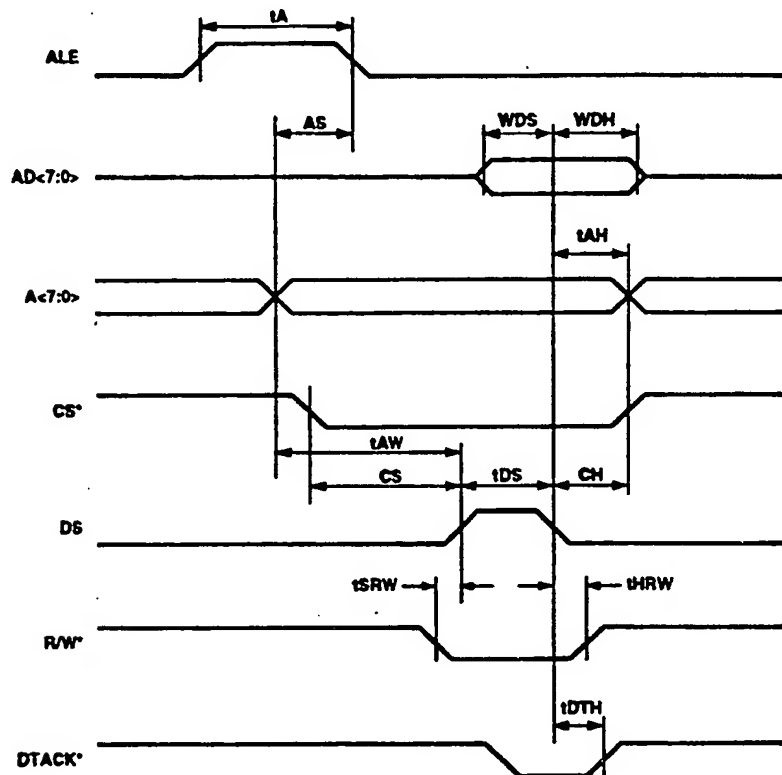 tA
ALE
AS
WDS
WDH
AD<7:0>
tAH
A<7:0>
CS*
tAW
CS
tDS
CH
DS
tSRW
tHRW
R/W*
tDTH
DTACK*